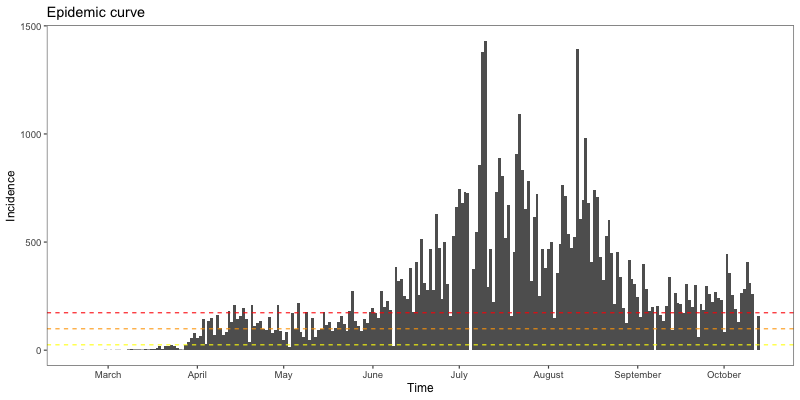 Epidemic curve
1500
1000
500
0
Incidence
March April May June July August September October
Time